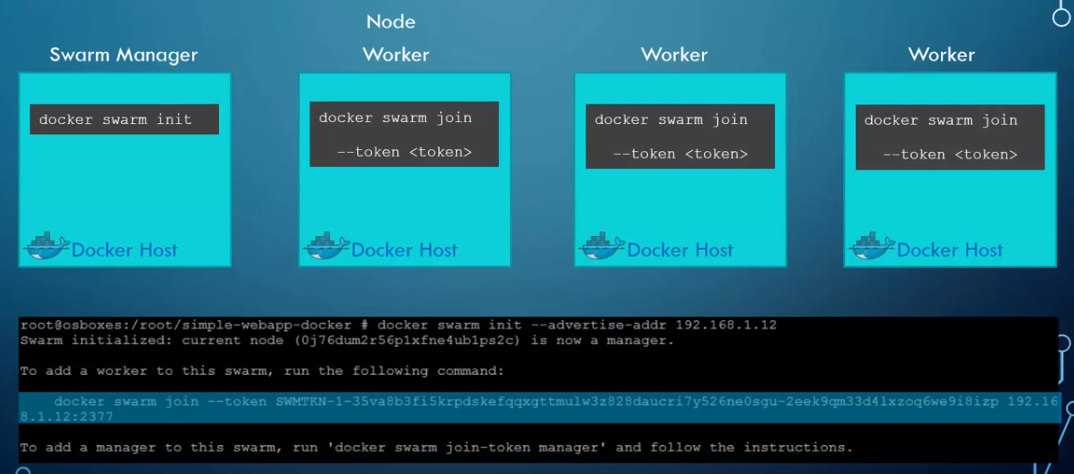 Node
Swarm Manager
Worker
Worker
Worker
docker swarm init
docker swarm join
--token <token>
docker swarm join
--token <token>
docker swarm join
--token <token>
Docker Host
Docker Host
Docker Host
Docker Host
root@osboxes:/root/simple-webapp-docker # docker swarm init --advertise-addr 192.168.1.12
Swarm initialized: current node (0j76dum2r56p1xfne4ub1ps2c) is now a manager.
To add a worker to this swarm, run the following command:
docker swarm join --token SWMTKN-1-35va8b3fi5krpdskefqqxgttmulw3z828daucri7y526ne0sgu-2eek9qm33d4lxzoq6we9i8izp 192.16
8.1.12:2377
To add a manager to this swarm, run 'docker swarm join-token manager' and follow the instructions.